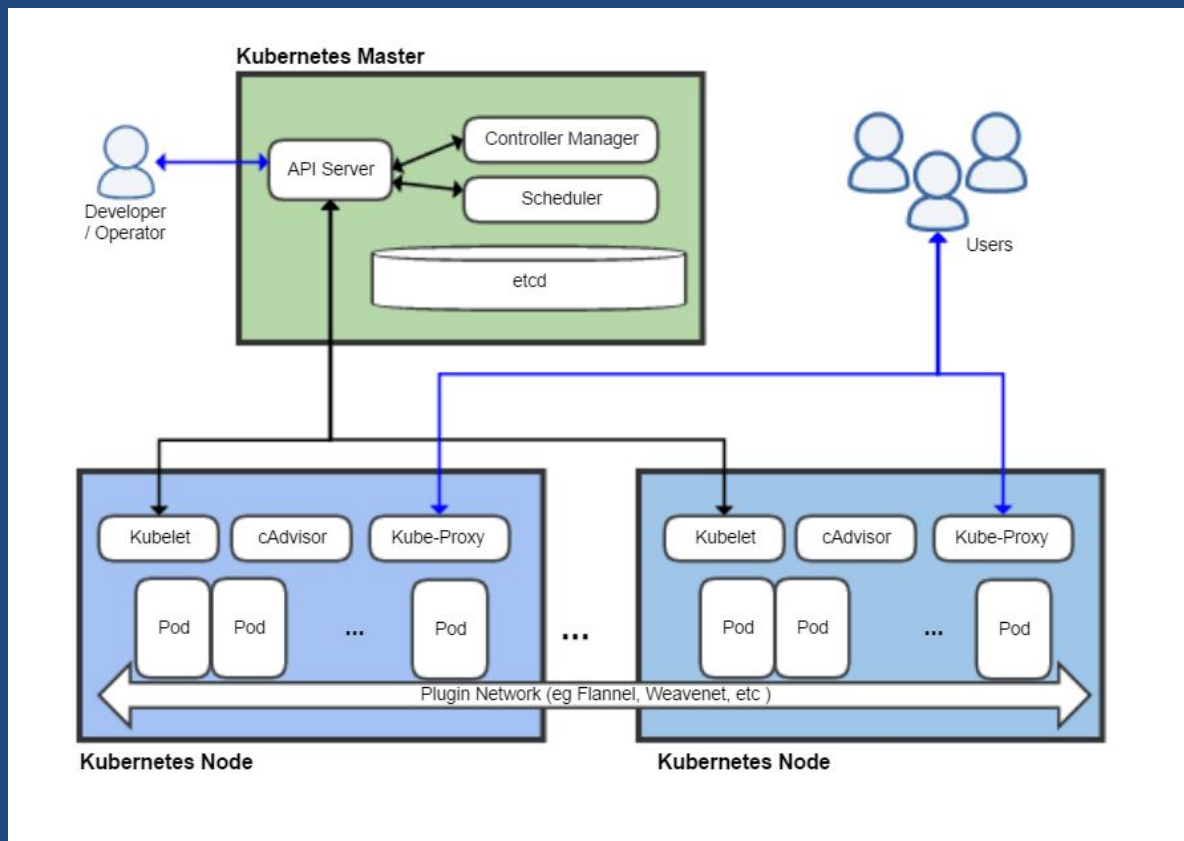 Kubernetes Master
API Server
Controller Manager
Scheduler
etcd
Developer
/ Operator
Users
Kubelet
cAdvisor
Kube-Proxy
Pod
Pod
...
Pod
...
Kubelet
cAdvisor
Kube-Proxy
Pod
Pod
...
Pod
Plugin Network (eg Flannel, Weavenet, etc )
Kubernetes Node
Kubernetes Node